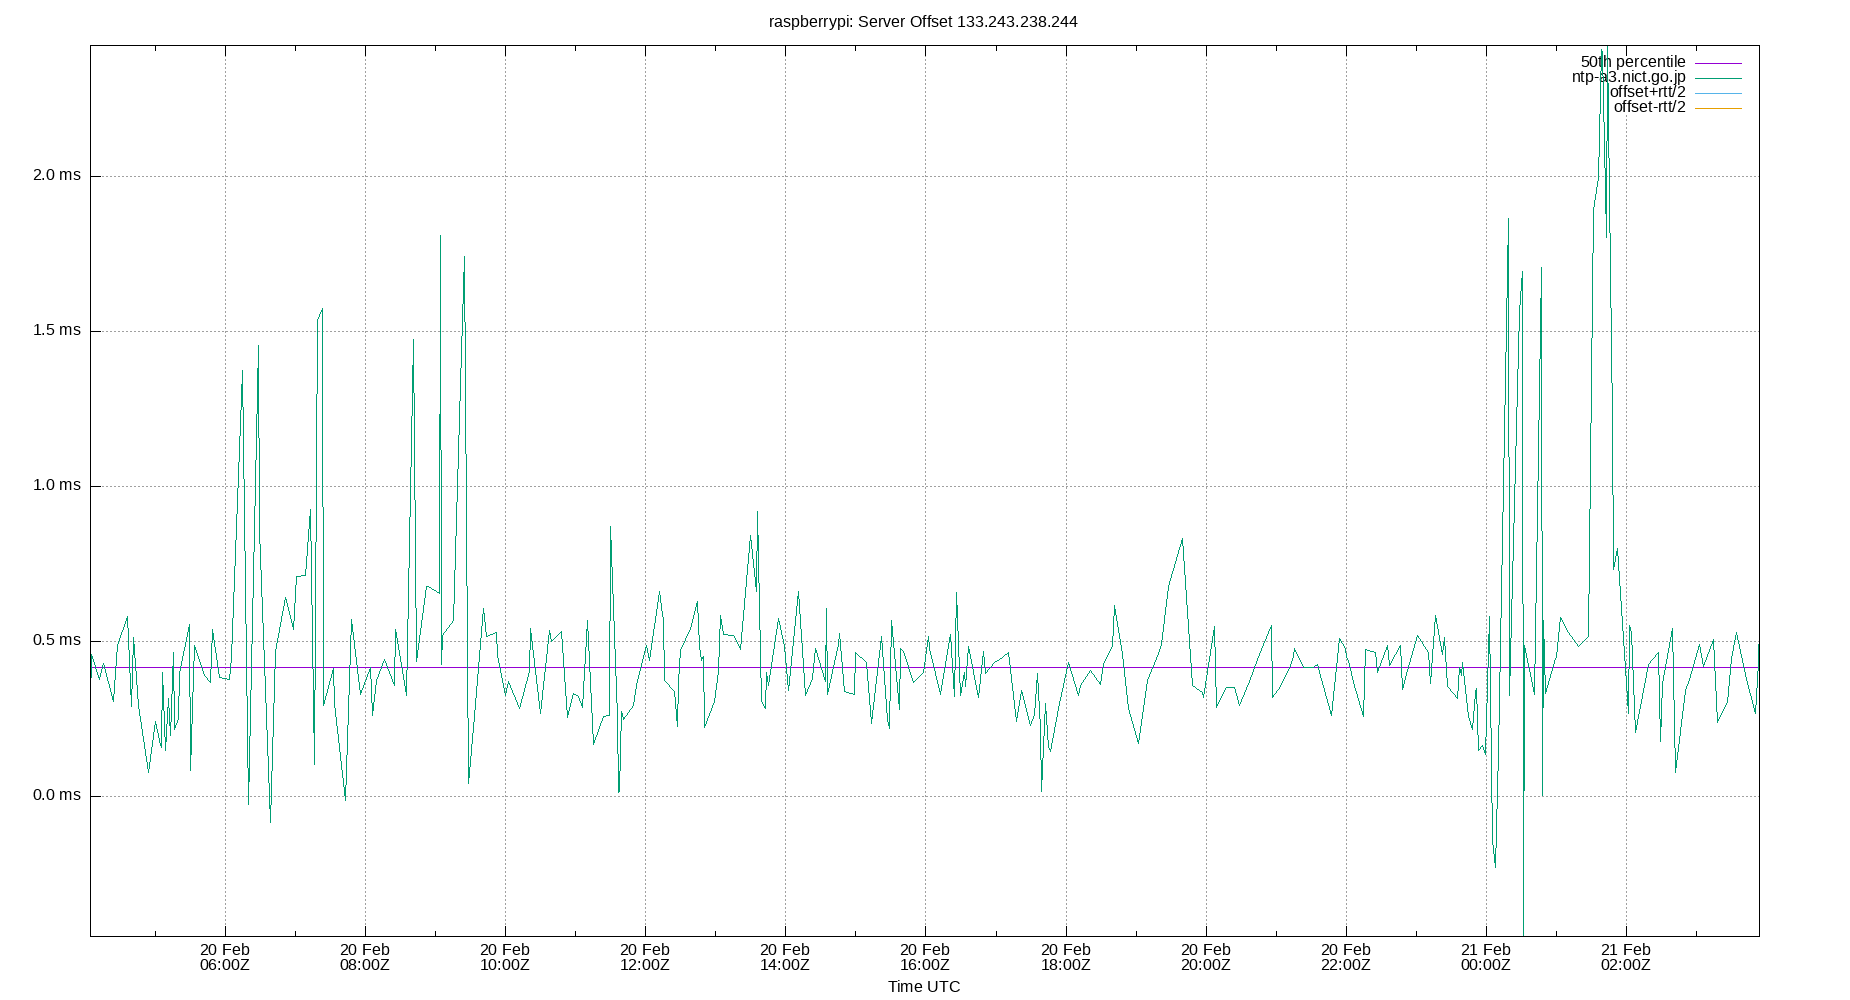 raspberrypi: Server Offset 133.243.238.244
50th percentile
ntp-a3.nict.go.jp
offset+rtt/2
offset-rtt/2
2.0 ms
1.5 ms
1.0 ms
0.5 ms
0.0 ms
20 Feb 20 Feb 20 Feb 20 Feb 20 Feb 20 Feb 20 Feb 20 Feb 20 Feb 21 Feb 21 Feb
06:00Z 08:00Z 10:00Z 12:00Z 14:00Z 16:00Z 18:00Z 20:00Z 22:00Z 00:00Z 02:00Z
Time UTC